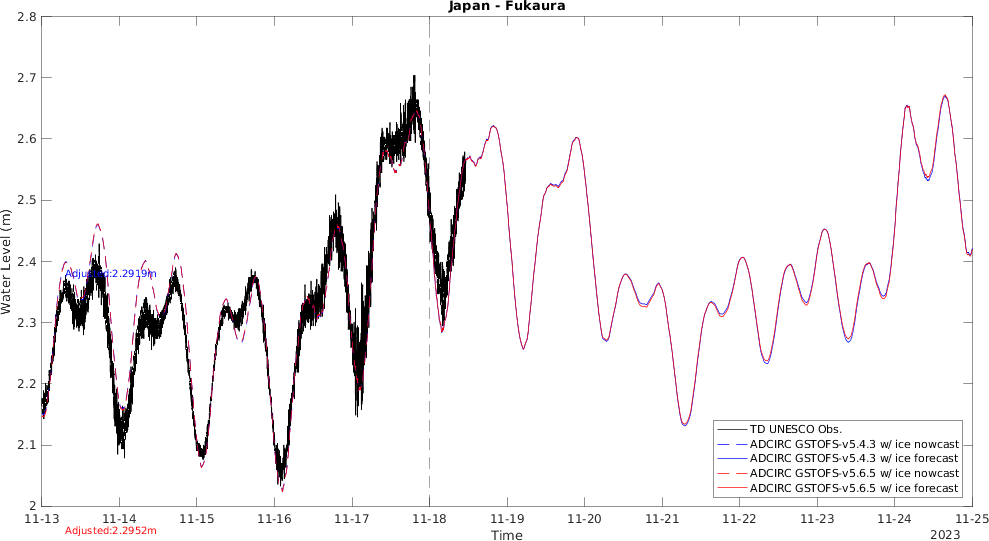 Japan - Fukaura
2.8
2.7
2.6
2.5
2.4
2.3
2.2
2.1
2
Water Level (m)
Adjusted:2.2919m
TD UNESCO Obs.
ADCIRC GSTOFS-v5.4.3 w/ ice nowcast
ADCIRC GSTOFS-v5.4.3 w/ ice forecast
ADCIRC GSTOFS-v5.6.5 w/ ice nowcast
ADCIRC GSTOFS-v5.6.5 w/ ice forecast
11-13 11-14 11-15 11-16 11-17 11-18 11-19 11-20 11-21 11-22 11-23 11-24 11-25
Adjusted:2.2952m
Time
2023